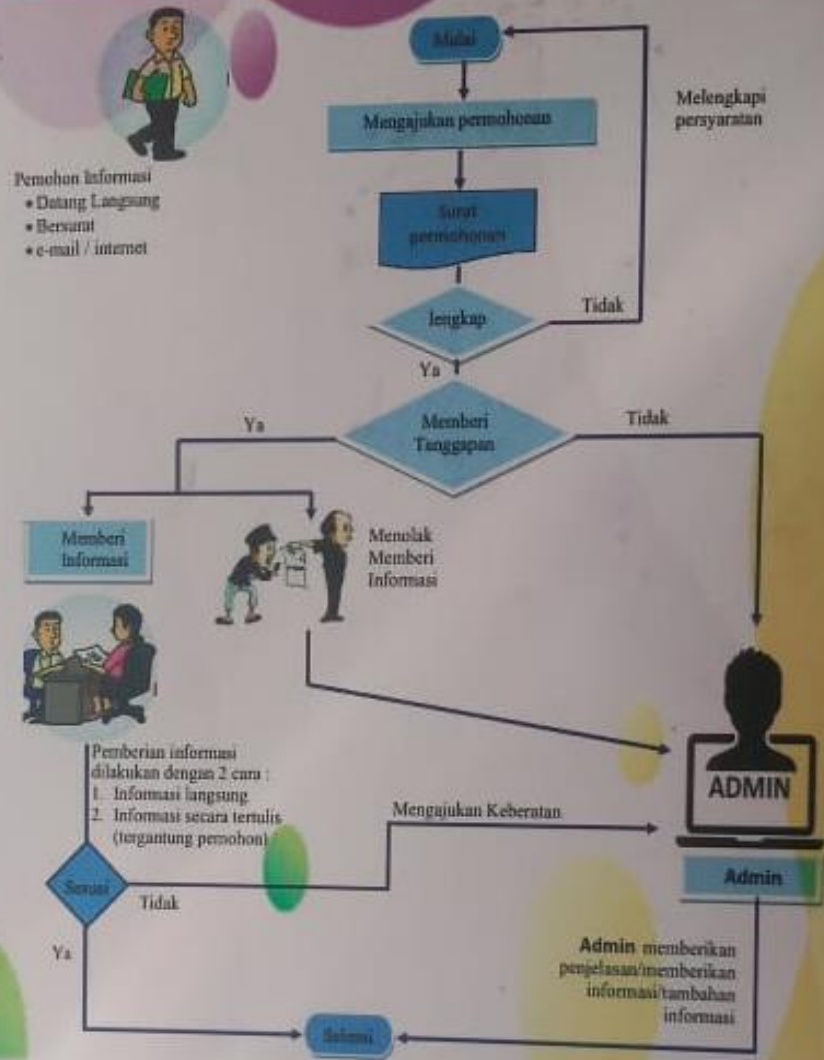 Mulai
Mengajukan permohonan
Melengkapi
persyaratan
Pemohon Informasi
• Datang Langsung
• Bersurat
• e-mail / internet
Surat
permohonan
lengkap
Tidak
Ya
Memberi
Tanggapan
Ya
Tidak
Memberi
Informasi
Menolak
Memberi
Informasi
ADMIN
Pemberian informasi
dilakukan dengan 2 cara :
1. Informasi langsung
2. Informasi secara tertulis
(tergantung pemohon)
Mengajukan Keberatan
Admin
Sesuai
Tidak
Ya
Admin memberikan
penjelasan/memberikan
informasi/tambahan
informasi
Selesai